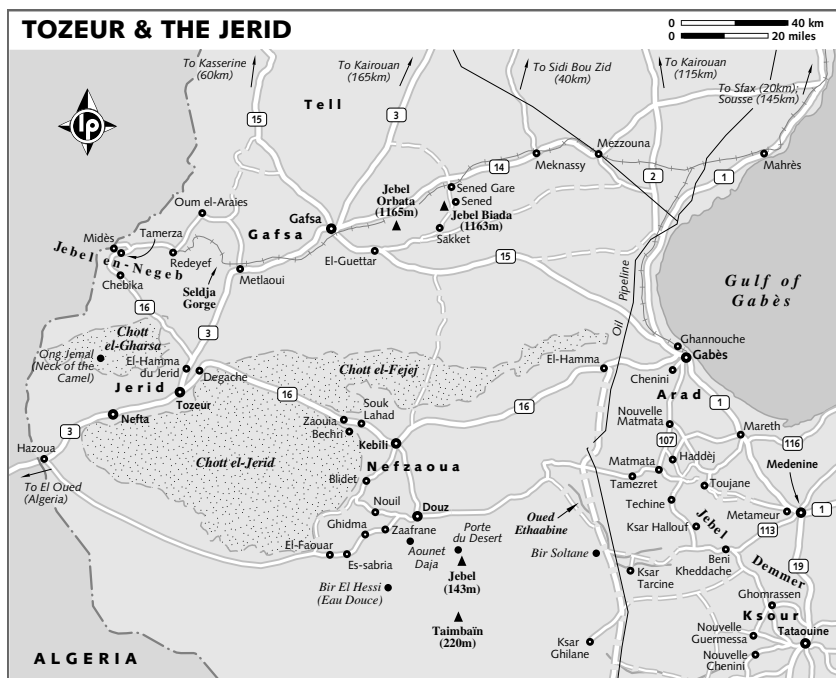 TOZEUR & THE JERID
0 40 km
0 20 miles
To Kasserine
(60km)
To Kairouan
(165km)
To Sidi Bou Zid
(40km)
To Kairouan
(115km)
To Sfax (20km);
Sousse (145km)
lp
Tell
15
3
14
2
1
Mezzouna
Meknassy
Mahrès
Sened Gare
Sened
Jebel
Orbata
(1165m)
Jebel Biada
(1163m)
Sakket
Oum el-Araies
Gafsa
Gafsa
El-Guettar
15
Midès
Tamerza
Jebel en-Negeb
Redeyef
Metlaoui
Chebika
Seldja
Gorge
16
3
Oil Pipeline
Gulf of
Gabès
Chott
el-Gharsa
Ong Jemal
(Neck of the
Camel)
El-Hamma
du Jerid
Degache
Jerid
Tozeur
Nefta
3
Hazoua
To El Oued
(Algeria)
Chott el-Fejej
El-Hamma
Ghannouche
Gabès
Chenini
Arad
16
Souk
Lahad
Zaouia
Bechri
Kebili
16
Nefzaoua
Chott el-Jerid
Blidet
Nouil
Douz
Ghidma
Zaafrane
El-Faouar
Es-sabria
Aounet
Daja
Porte
du Desert
Bir El Hessi
(Eau Douce)
Jebel
(143m)
Taimbaïn
(220m)
Nouvelle
Matmata
1
Mareth
116
107
Haddèj
Matmata
Tamezret
Toujane
Medenine
Techine
Metameur
1
Oued
Ethaabine
Ksar Hallouf
113
Jebel
Demmer
Bir Soltane
Beni
Kheddache
19
Ksar
Tarcine
Ghomrassen
Ksour
Nouvelle
Guermessa
Tataouine
Ksar
Ghilane
Nouvelle
Chenini
ALGERIA